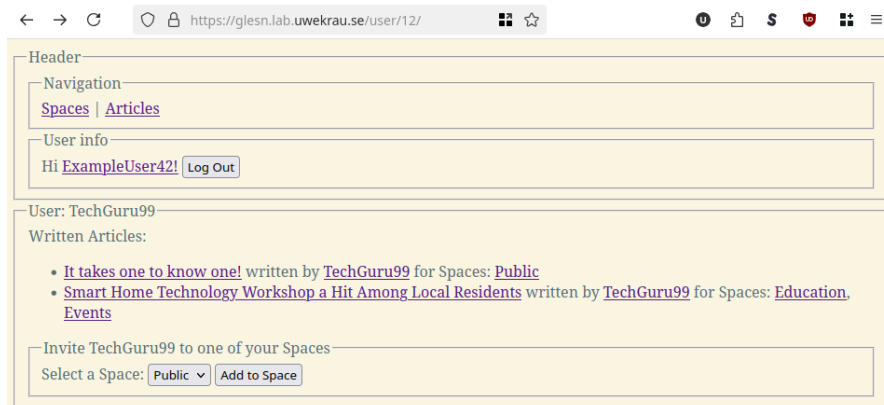 https://glesn.lab.uwekrau.se/user/12/
Header
Navigation
Spaces | Articles
User info
Hi ExampleUser42! Log Out
User: TechGuru99
Written Articles:
• It takes one to know one! written by TechGuru99 for Spaces: Public
• Smart Home Technology Workshop a Hit Among Local Residents written by TechGuru99 for Spaces: Education,
Events
Invite TechGuru99 to one of your Spaces
Select a Space: Public Add to Space